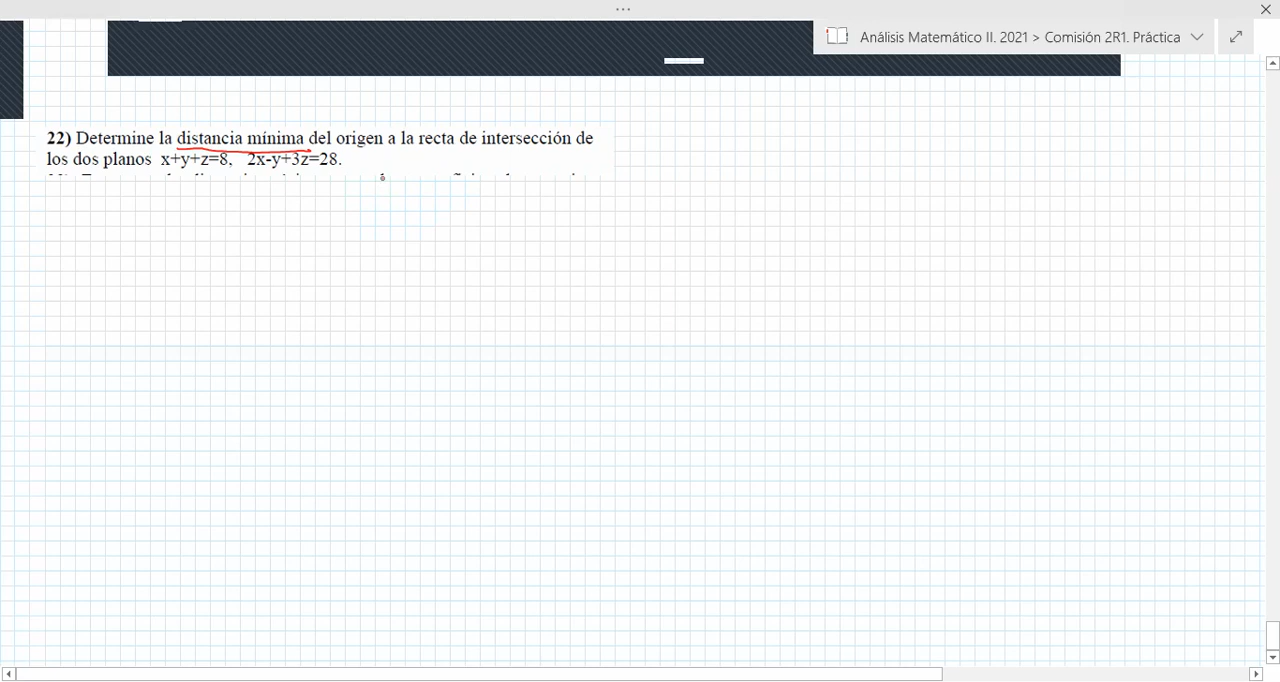 Análisis Matemático II. 2021 > Comisión 2R1. Práctica
22) Determine la distancia mínima del origen a la recta de intersección de
los dos planos x+y+z=8, 2x-y+3z=28.